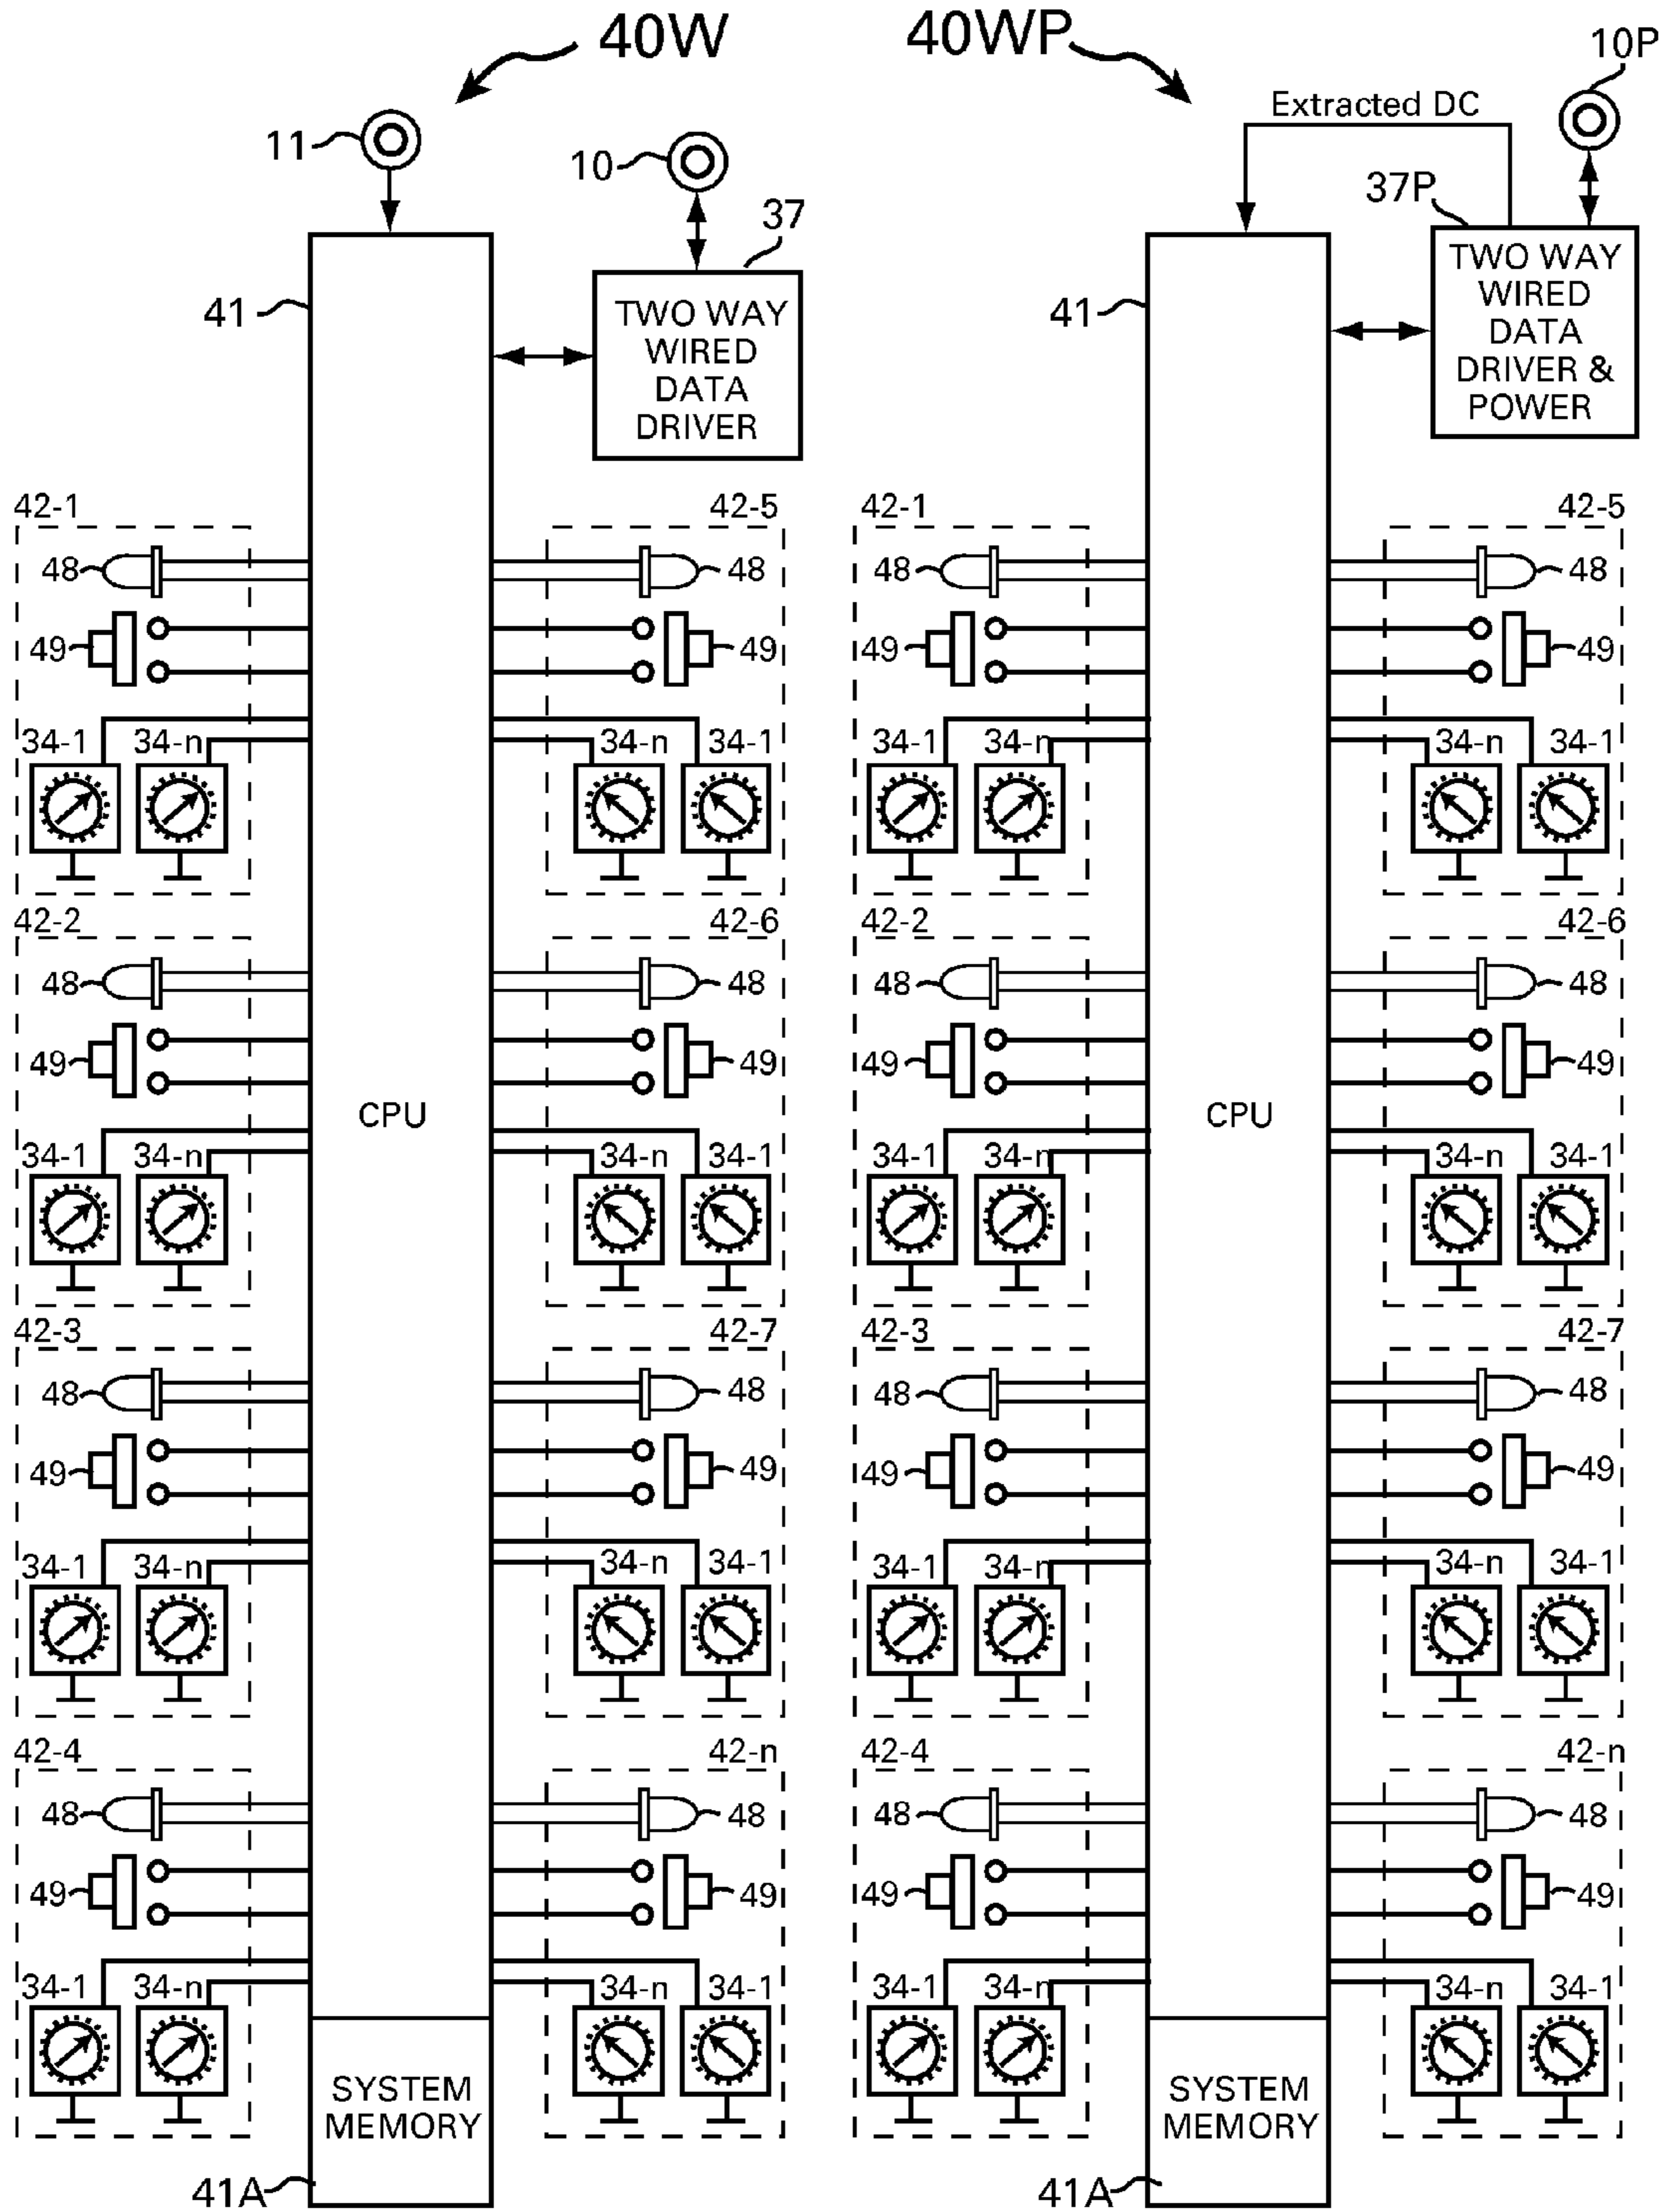 40W
40WP
10P
Extracted DC
11
10
37
37P
41
TWO WAY
WIRED
DATA
DRIVER
41
TWO WAY
WIRED
DATA
DRIVER &
POWER
42-1
42-5
42-1
42-5
48
48
48
48
49
49
49
49
34-1
34-n
34-n
34-1
34-1
34-n
34-n
34-1
42-2
42-6
42-2
42-6
48
48
48
48
49
49
49
49
CPU
CPU
34-1
34-n
34-n
34-1
34-1
34-n
34-n
34-1
42-3
42-7
42-3
42-7
48
48
48
48
49
49
49
49
34-1
34-n
34-n
34-1
34-1
34-n
34-n
34-1
42-4
42-n
42-4
42-n
48
48
48
48
49
49
49
49
34-1
34-n
34-n
34-1
34-1
34-n
34-n
34-1
SYSTEM
MEMORY
SYSTEM
MEMORY
41A
41A